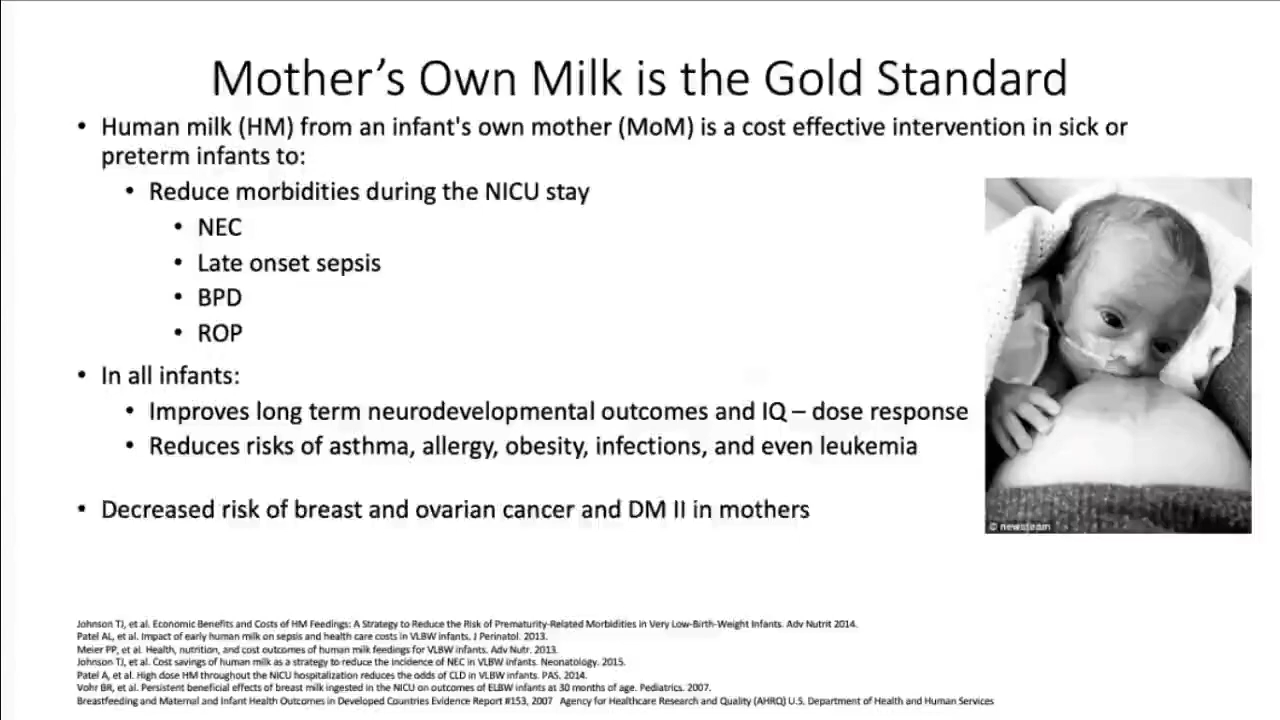 Mother's Own Milk is the Gold Standard
• Human milk (HM) from an infant's own mother (MoM) is a cost effective intervention in sick or
preterm infants to:
• Reduce morbidities during the NICU stay
• NEC
• Late onset sepsis
• BPD
• ROP
• In all infants:
• Improves long term neurodevelopmental outcomes and IQ – dose response
• Reduces risks of asthma, allergy, obesity, infections, and even leukemia
• Decreased risk of breast and ovarian cancer and DM II in mothers
© newsteam
Johnson TJ, et al. Economic Benefits and Costs of HM Feedings: A Strategy to Reduce the Risk of Prematurity-Related Morbidities in Very Low-Birth-Weight Infants. Adv Nutrit 2014.
Patel AL, et al. Impact of early human milk on sepsis and health care costs in VLBW infants. J Perinatol. 2013.
Meier PP, et al. Health, nutrition, and cost outcomes of human milk feedings for VLBW infants. Adv Nutr. 2013.
Johnson TJ, et al. Cost savings of human milk as a strategy to reduce the incidence of NEC in VLBW infants. Neonatology. 2015.
Patel A, et al. High dose HM throughout the NICU hospitalization reduces the odds of CLD in VLBW infants. PAS. 2014.
Vohr BR, et al. Persistent beneficial effects of breast milk ingested in the NICU on outcomes of ELBW infants at 30 months of age. Pediatrics. 2007.
Breastfeeding and Maternal and Infant Health Outcomes in Developed Countries Evidence Report #153, 2007 Agency for Healthcare Research and Quality (AHRQ) U.S. Department of Health and Human Services